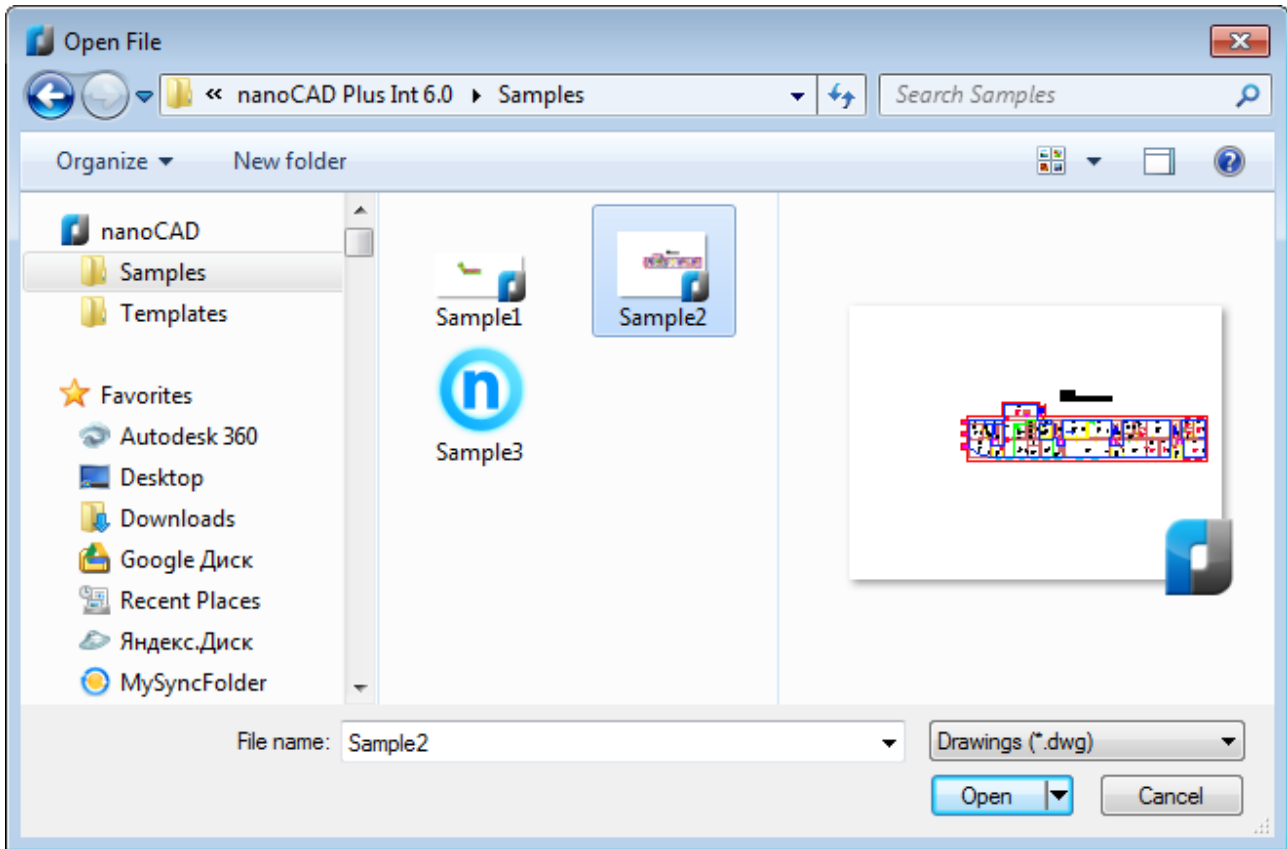 Open File
« nanoCAD Plus Int 6.0 Samples
Search Samples
Organize
New folder
nanoCAD
Samples
Templates
Favorites
Autodesk 360
Desktop
Downloads
Google Диск
Recent Places
Яндекс.Диск
MySyncFolder
Sample1
Sample2
n
Sample3
File name: Sample2
Drawings (*.dwg)
Open
Cancel